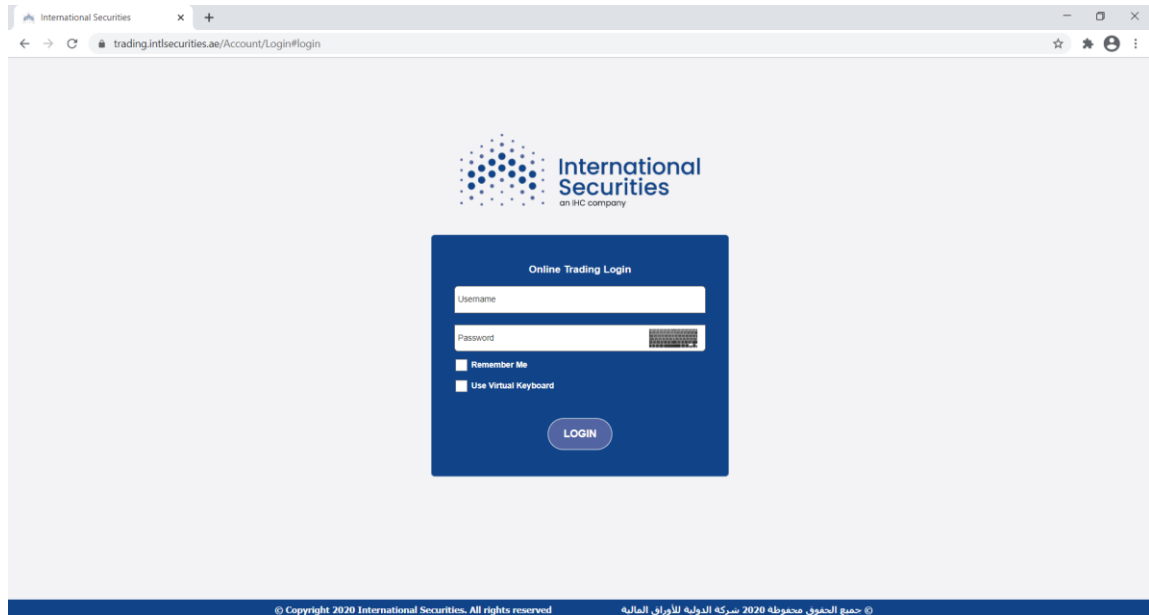 International Securities
trading.intlsecurities.ae/Account/Login#login
International
Securities
an IHC company
Online Trading Login
Username
Password
Remember Me
Use Virtual Keyboard
LOGIN
© Copyright 2020 International Securities. All rights reserved
© جميع الحقوق محفوظة 2020 شركة الدولية للأوراق المالية